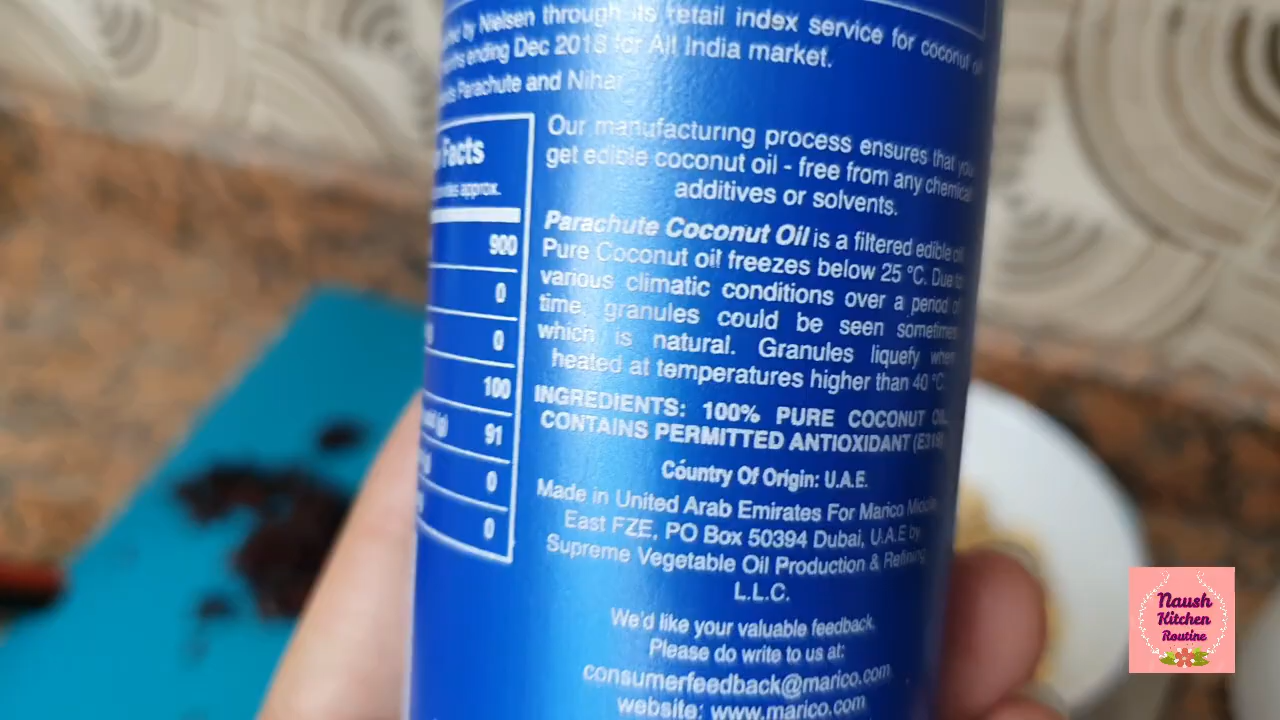 by Nielsen through its retail index service for coconut oil
ending Dec 2018 for All India market.
Parachute and Nihar
Facts
approx.
900
0
0
100
91
0
0
Our manufacturing process ensures that you
get edible coconut oil - free from any chemical
additives or solvents.
Parachute Coconut Oil is a filtered edible oil
Pure Coconut oil freezes below 25 °C. Due to
various climatic conditions over a period of
time, granules could be seen sometimes
which is natural. Granules liquefy when
heated at temperatures higher than 40 °C.
INGREDIENTS: 100% PURE COCONUT OIL,
CONTAINS PERMITTED ANTIOXIDANT
Country Of Origin: U.A.E.
Made in United Arab Emirates For Marico Middle
East FZE, PO Box 50394 Dubai, U.A.E by
Supreme Vegetable Oil Production & Refining
L.L.C.
We'd like your valuable feedback.
Please do write to us at:
consumerfeedback@marico.com
website: www.marico.com
Naush
Kitchen
Routine